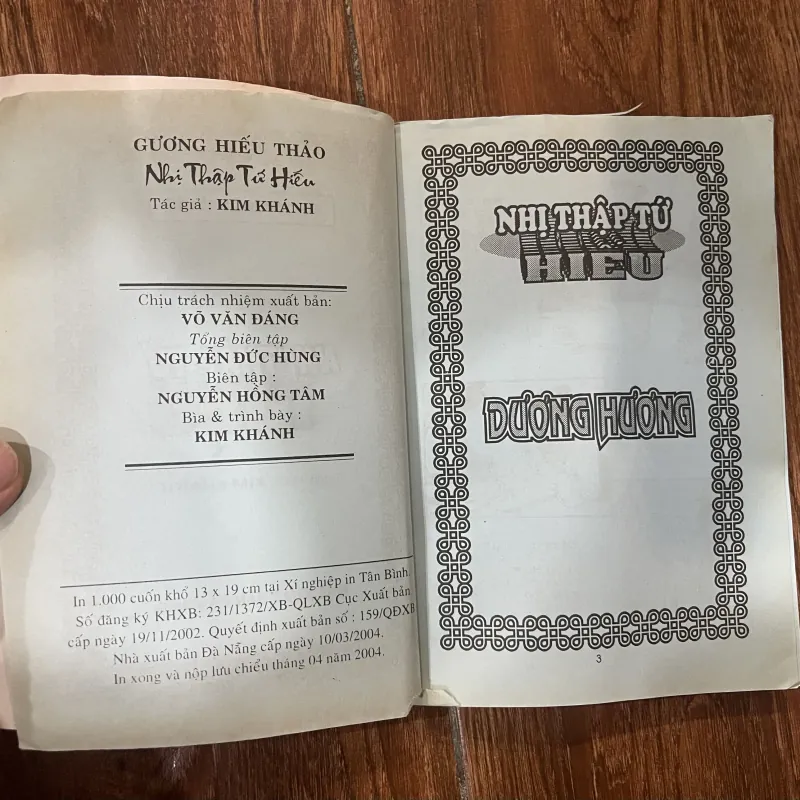 GƯƠNG HIẾU THẢO
Nhị Thập Tứ Hiếu
Tác giả : KIM KHÁNH
Chịu trách nhiệm xuất bản:
VÕ VĂN ĐÁNG
Tổng biên tập
NGUYỄN ĐỨC HÙNG
Biên tập :
NGUYỄN HỒNG TÂM
Bìa & trình bày :
KIM KHÁNH
In 1.000 cuốn khổ 13 x 19 cm tại Xí nghiệp in Tân Bình.
Số đăng ký KHXB: 231/1372/XB-QLXB Cục Xuất bản
cấp ngày 19/11/2002. Quyết định xuất bản số : 159/QĐXB
Nhà xuất bản Đà Nẵng cấp ngày 10/03/2004.
In xong và nộp lưu chiểu tháng 04 năm 2004.
NHỊ THẬP TỨ
HIẾU
DƯƠNG HƯƠNG
3